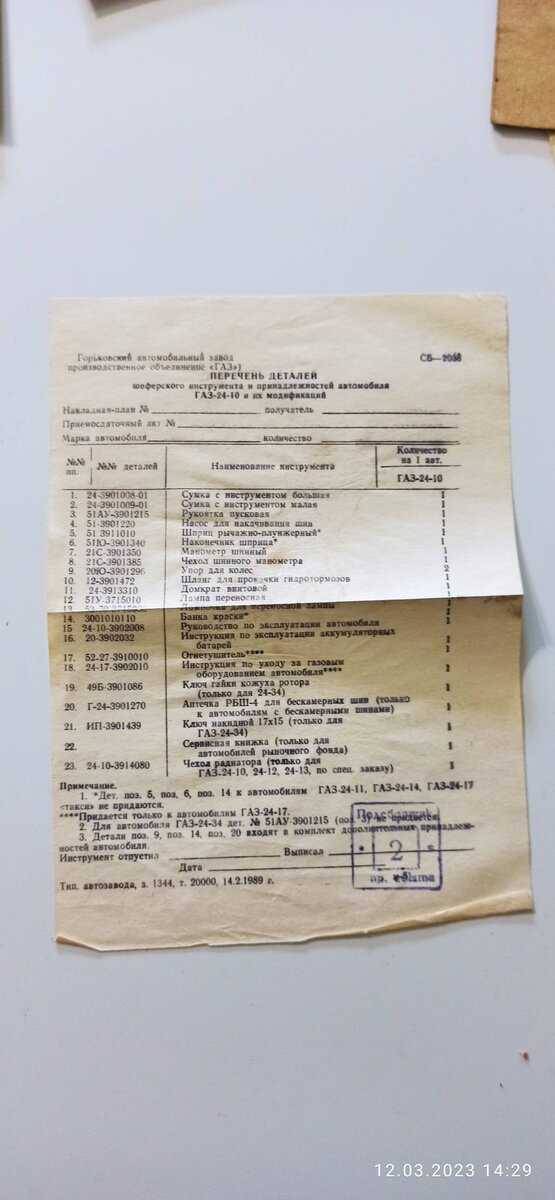 Горьковский автомобильный завод
производственное объединение «ГАЗ»)
СБ—2038
ПЕРЕЧЕНЬ ДЕТАЛЕЙ
шоферского инструмента и принадлежностей автомобиля
ГАЗ-24-10 и их модификаций
Накладная-план № получатель
Приемосдаточный акт №
Марка автомобиля количество
№№ пп. №№ деталей Наименование инструмента Количество на 1 авт.
ГАЗ-24-10
1. 24-3901008-01 Сумка с инструментом большая 1
2. 24-3901009-01 Сумка с инструментом малая 1
3. 51АУ-3901215 Рукоятка пусковая 1
4. 51-3901220 Насос для накачивания шин 1
5. 51 3911010 Шприц рычажно-плунжерный* 1
6. 51Ю-3901340 Наконечник шприца* 1
7. 21С-3901350 Манометр шинный 1
8. 21С-3901385 Чехол шинного манометра 1
9. 20Ю-3901296 Упор для колес 2
10. 12-3901472 Шланг для прокачки гидротормозов 1
11. 24-3913310 Домкрат винтовой 1
12. 51У-3715010 Лампа переносная 1
13. для переносной лампы 1
14. 3001010110 Банка краски* 1
15 24-10-3902008 Руководство по эксплуатации автомобиля 1
16. 20-3902032 Инструкция по эксплуатации аккумуляторных
батарей 1
17. 52-27-3910010 Огнетушитель**** 1
18. 24-17-3902010 Инструкция по уходу за газовым
оборудованием автомобиля**** 1
19. 49Б-3901086 Ключ гайки кожуха ротора
(только для 24-34) 1
20. Г-24-3901270 Аптечка РБШ-4 для бескамерных шин (только
к автомобилям с бескамерными шинами) 1
21. ИП-3901439 Ключ накидной 17х15 (только для
ГАЗ-24-34) 1
22. Сервисная книжка (только для
автомобилей рыночного фонда) 1
23. 24-10-3914080 Чехол радиатора (только для
ГАЗ-24-10, 24-12, 24-13, по спец. заказу) 1
Примечание.
1. *Дет. поз. 5, поз. 6, поз. 14 к автомобилям ГАЗ-24-11, ГАЗ-24-14, ГАЗ-24-17
«такси» не придаются.
****Придается только к автомобилям ГАЗ-24-17.
2. Для автомобиля ГАЗ-24-34 дет. № 51АУ-3901215 (поз. 3) не придается.
3. Детали поз. 9, поз. 14, поз. 20 входят в комплект дополнительных принадлеж-
ностей автомобиля.
Инструмент отпустил Выписал
Дата
2
Тип. автозавода, з. 1344, т. 20000, 14.2.1989 г.
12.03.2023 14:29